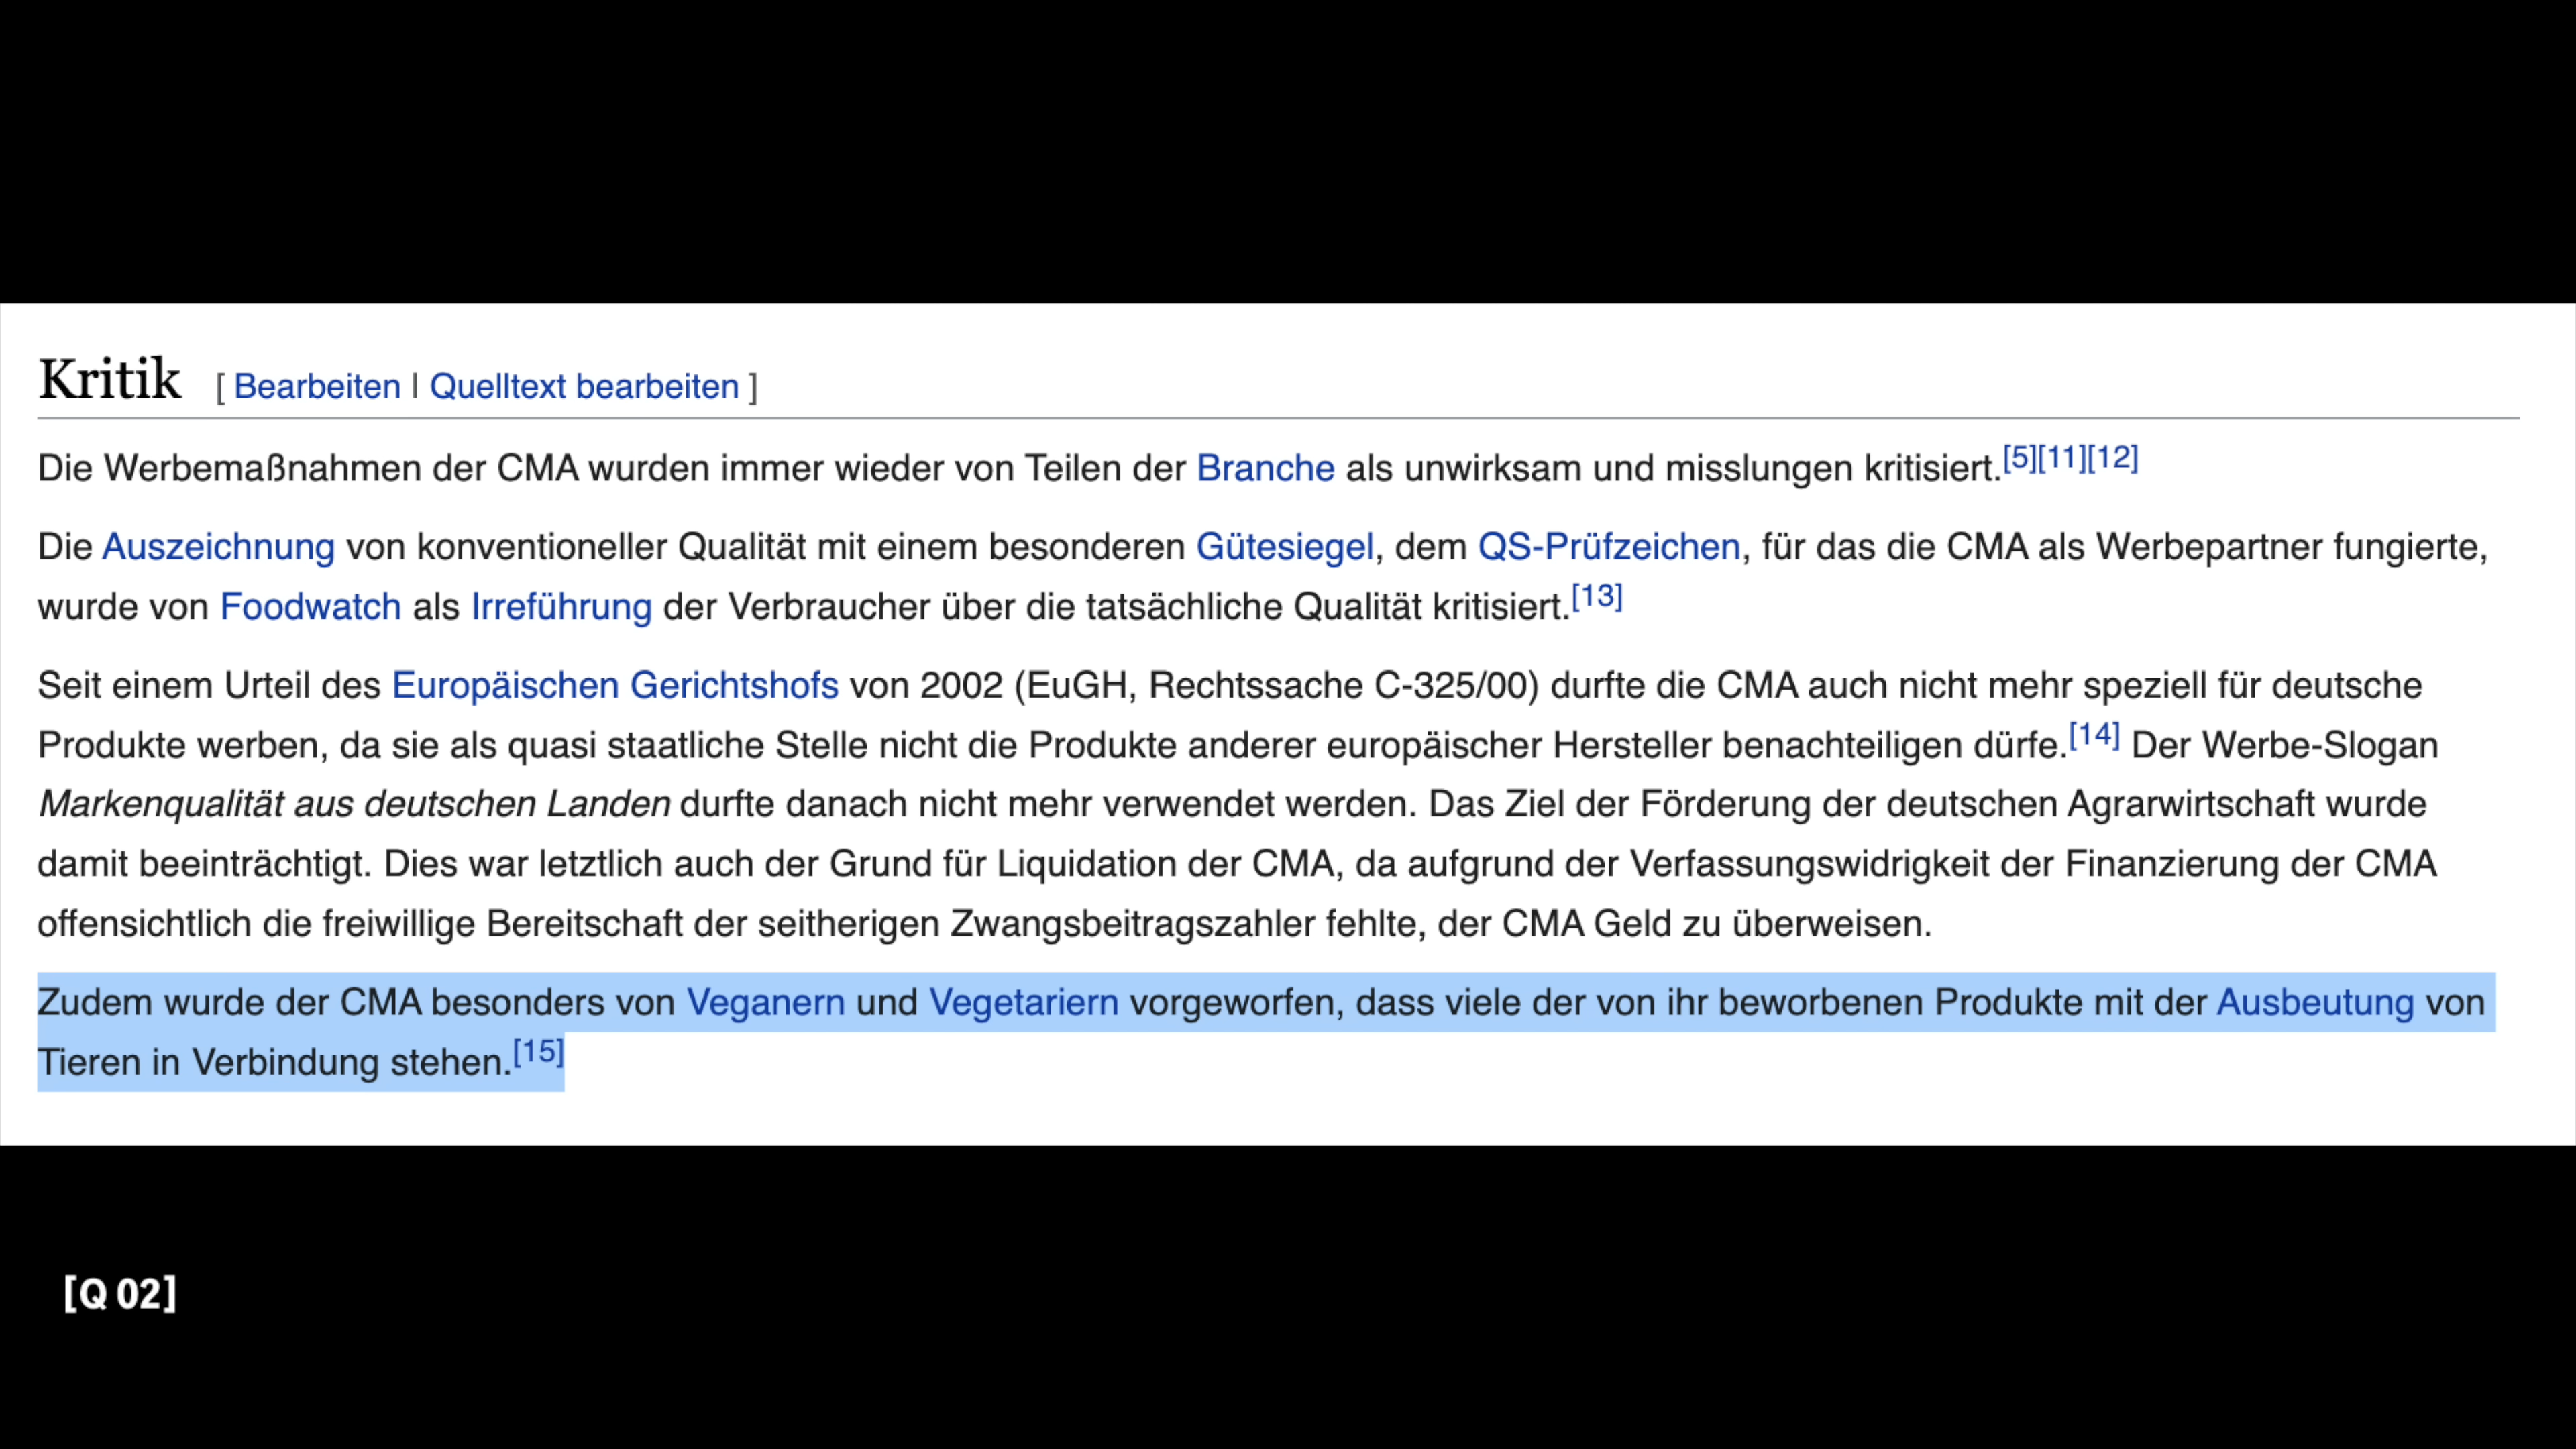 Kritik [ Bearbeiten | Quelltext bearbeiten ]
Die Werbemaßnahmen der CMA wurden immer wieder von Teilen der Branche als unwirksam und misslungen kritisiert.[5][11][12]
Die Auszeichnung von konventioneller Qualität mit einem besonderen Gütesiegel, dem QS-Prüfzeichen, für das die CMA als Werbepartner fungierte,
wurde von Foodwatch als Irreführung der Verbraucher über die tatsächliche Qualität kritisiert.[13]
Seit einem Urteil des Europäischen Gerichtshofs von 2002 (EuGH, Rechtssache C-325/00) durfte die CMA auch nicht mehr speziell für deutsche
Produkte werben, da sie als quasi staatliche Stelle nicht die Produkte anderer europäischer Hersteller benachteiligen dürfe.[14] Der Werbe-Slogan
Markenqualität aus deutschen Landen durfte danach nicht mehr verwendet werden. Das Ziel der Förderung der deutschen Agrarwirtschaft wurde
damit beeinträchtigt. Dies war letztlich auch der Grund für Liquidation der CMA, da aufgrund der Verfassungswidrigkeit der Finanzierung der CMA
offensichtlich die freiwillige Bereitschaft der seitherigen Zwangsbeitragszahler fehlte, der CMA Geld zu überweisen.
Zudem wurde der CMA besonders von Veganern und Vegetariern vorgeworfen, dass viele der von ihr beworbenen Produkte mit der Ausbeutung von
Tieren in Verbindung stehen.[15]
[Q 02]